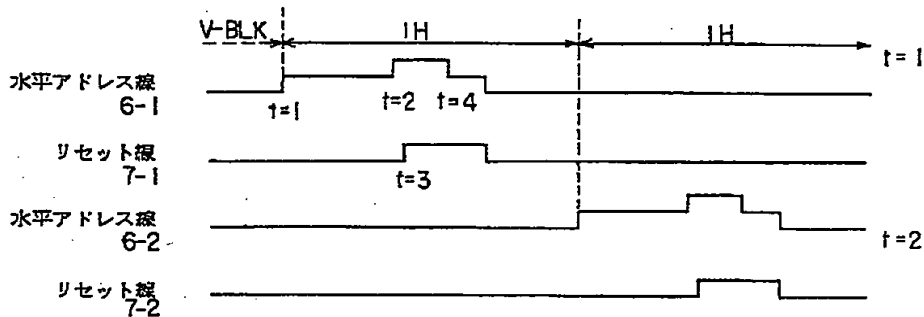 V-BLK 1H 1H
t=1
水平アドレス線
6-1
t=1 t=2 t=4
リセット線
7-1
t=3
水平アドレス線
6-2
t=2
リセット線
7-2